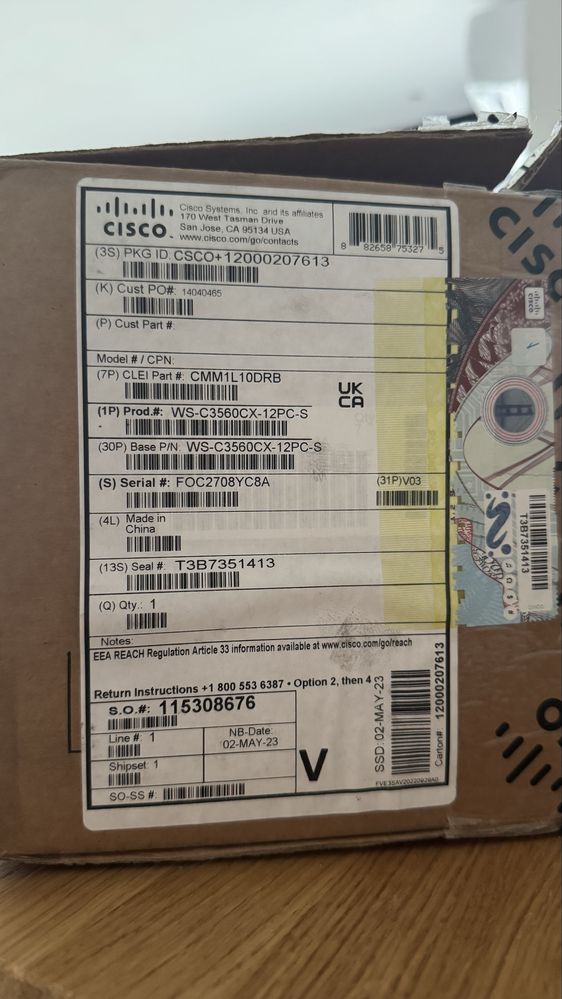 CISCO
Cisco Systems, Inc. and its affiliates
170 West Tasman Drive
San Jose, CA 95134 USA
www.cisco.com/go/contacts
8 82658 75327 5
(3S) PKG ID: CSCO+12000207613
(K) Cust PO#: 14040465
(P) Cust Part #:
Model # / CPN:
(7P) CLEI Part #: CMM1L10DRB
UK
CA
(1P) Prod.#: WS-C3560CX-12PC-S
(30P) Base P/N: WS-C3560CX-12PC-S
(S) Serial #: FOC2708YC8A
(31P)V03
(4L) Made in
China
(13S) Seal #: T3B7351413
(Q) Qty.: 1
Notes:
EEA REACH Regulation Article 33 information available at www.cisco.com/go/reach
Return Instructions +1 800 553 6387 • Option 2, then 4
S.O.#: 115308676
Line #: 1
NB-Date:
02-MAY-23
Shipset: 1
SO-SS #:
V
SSD:02-MAY-23
Carton#: 12000207613
CISCO
cisco
T3B7351413